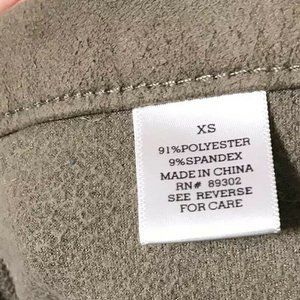 XS
91%POLYESTER
9%SPANDEX
MADE IN CHINA
RN# 89302
SEE REVERSE
FOR CARE